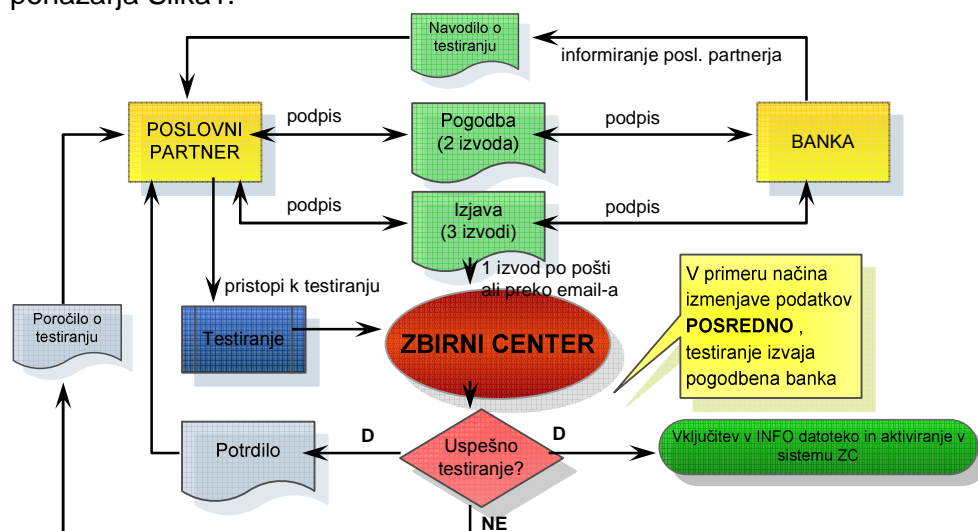 Navodilo o
testiranju
informiranje posl. partnerja
POSLOVNI
PARTNER
podpis
Pogodba
(2 izvoda)
podpis
BANKA
podpis
Izjava
(3 izvodi)
podpis
1 izvod po pošti
ali preko email-a
pristopi k testiranju
V primeru načina
izmenjave podatkov
POSREDNO ,
testiranje izvaja
pogodbena banka
Poročilo o
testiranju
Testiranje
ZBIRNI CENTER
Potrdilo
D
Uspešno
testiranje?
D
Vključitev v INFO datoteko in aktiviranje v
sistemu ZC
NE